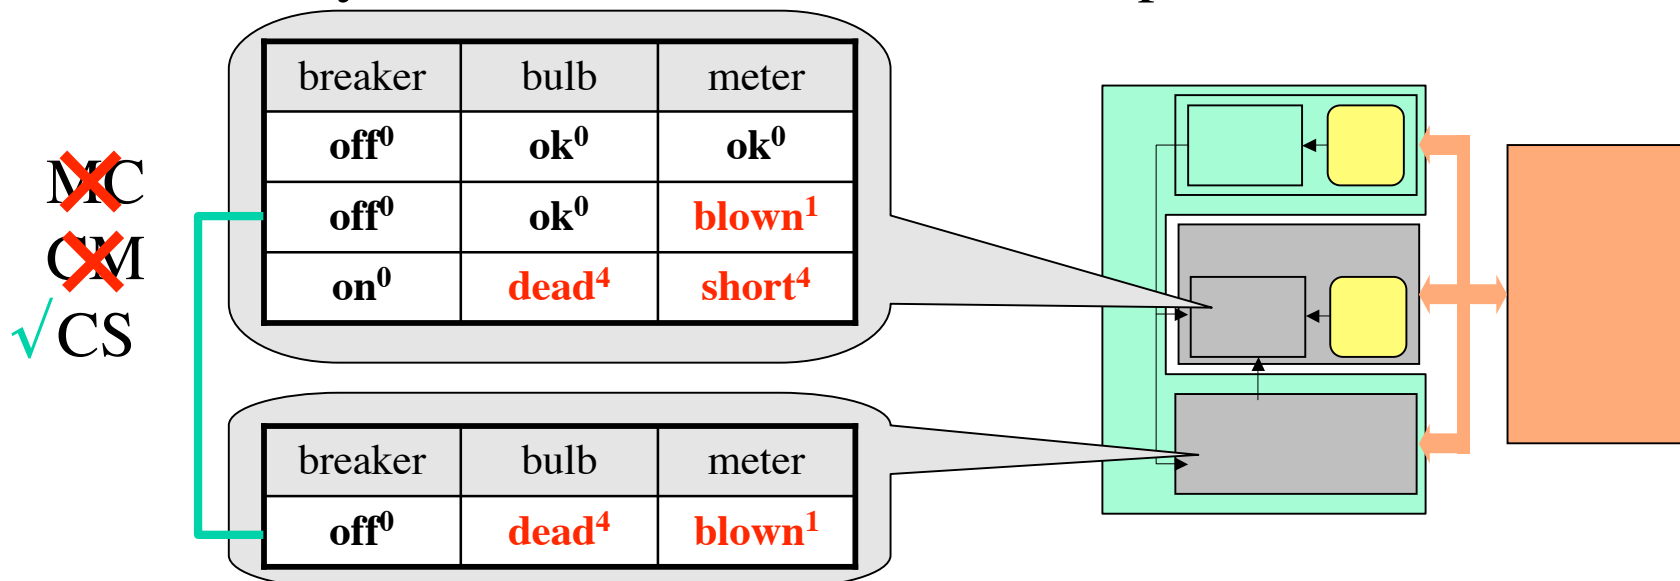 breaker bulb meter
off⁰ ok⁰ ok⁰
off⁰ ok⁰ blown¹
on⁰ dead⁴ short⁴
MC
CM
√CS
breaker bulb meter
off⁰ dead⁴ blown¹